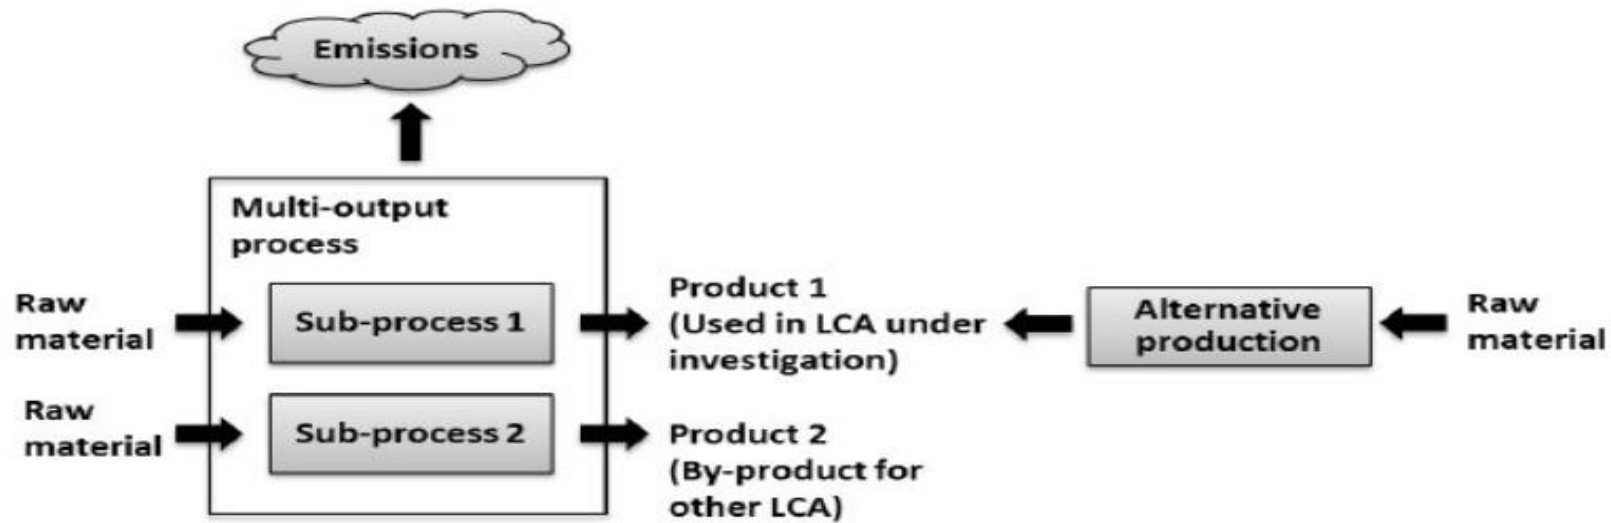 Emissions
Multi-output
process
Raw
material
Sub-process 1
Product 1
(Used in LCA under
investigation)
Alternative
production
Raw
material
Raw
material
Sub-process 2
Product 2
(By-product for
other LCA)